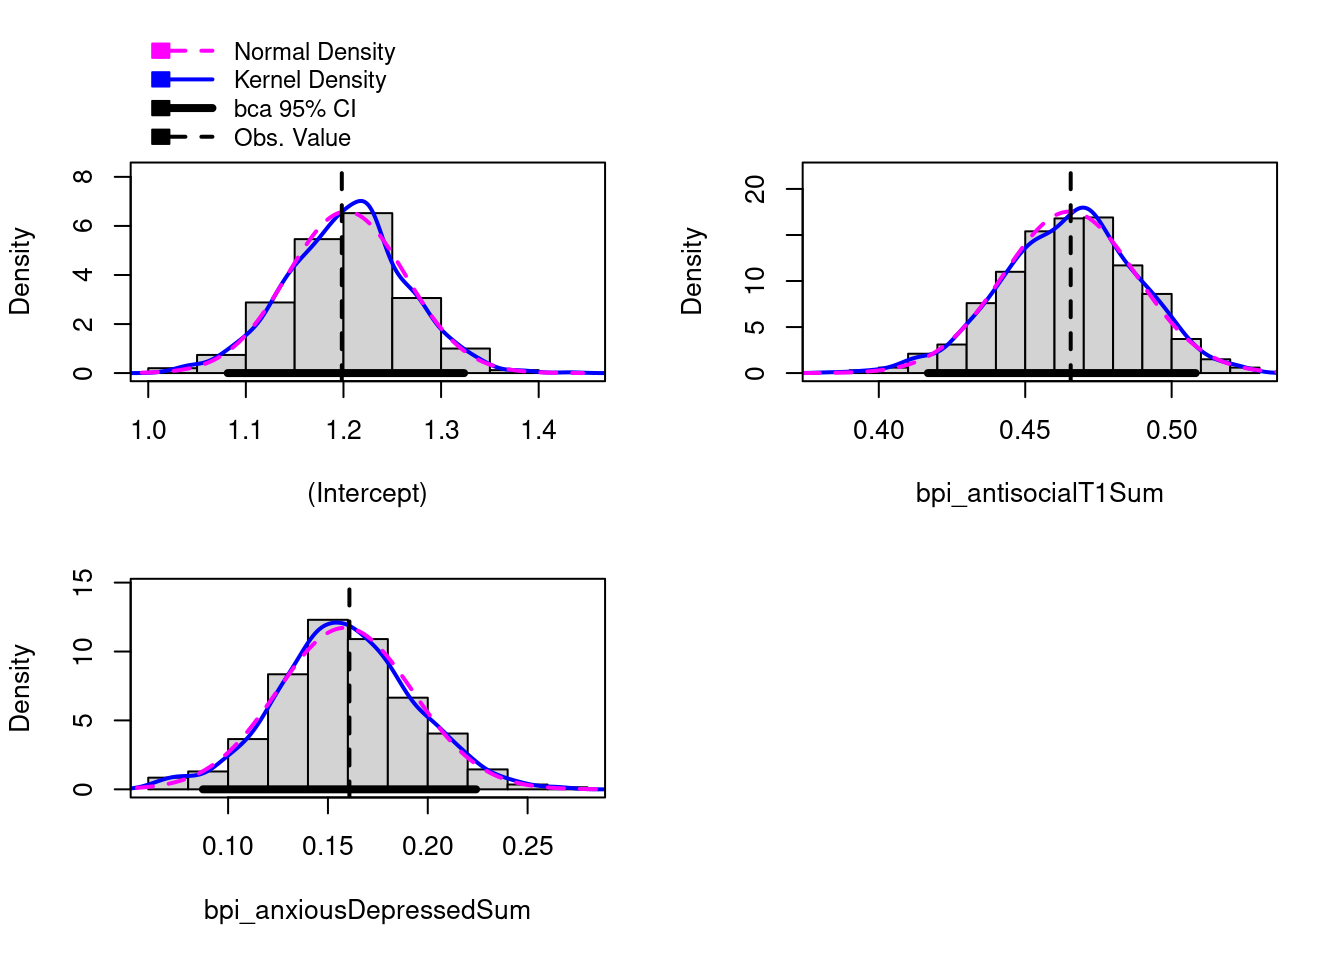 Normal Density
Kernel Density
bca 95% CI
Obs. Value
Density
0 2 4 6 8
1.0 1.1 1.2 1.3 1.4
(Intercept)
Density
0 5 10 20
0.40 0.45 0.50
bpi_antisocialT1Sum
Density
0 5 10 15
0.10 0.15 0.20 0.25
bpi_anxiousDepressedSum